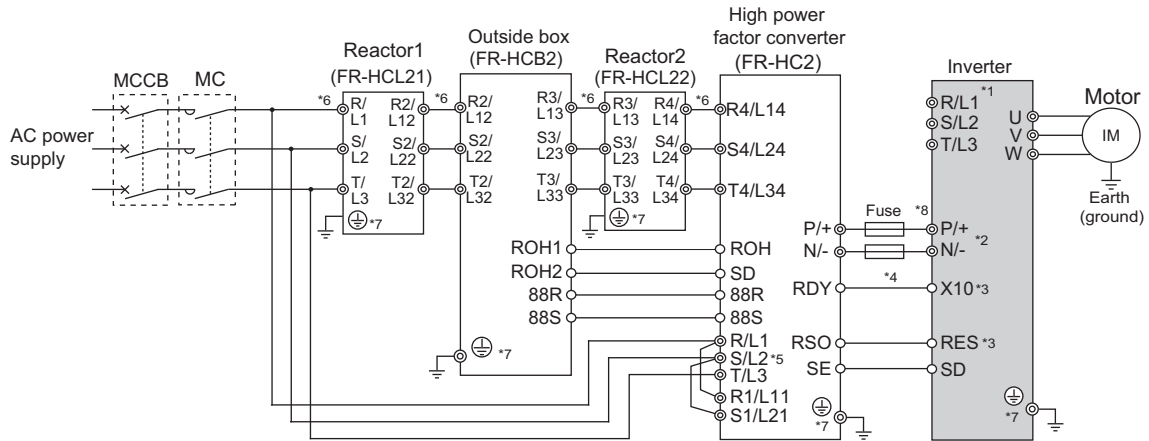 High power
factor converter
(FR-HC2)
Outside box
(FR-HCB2)
Reactor1
(FR-HCL21)
Reactor2
(FR-HCL22)
Inverter
MCCB
MC
Motor
AC power
supply
*6
R/
L1
R2/
L12
*6
R2/
L12
R3/
L13
*6
R3/
L13
R4/
L14
*6
R4/L14
R/L1
*1
S/L2
T/L3
U
V
W
IM
S/
L2
S2/
L22
S2/
L22
S3/
L23
S3/
L23
S4/
L24
S4/L24
T/
L3
T2/
L32
T2/
L32
T3/
L33
T3/
L33
T4/
L34
T4/L34
Earth
(ground)
*7
*7
Fuse
*8
P/+
P/+
*2
N/-
N/-
ROH1
ROH
ROH2
SD
*4
RDY
X10*3
88R
88R
88S
88S
R/L1
RSO
RES *3
S/L2*5
T/L3
SE
SD
*7
R1/L11
S1/L21
*7
*7